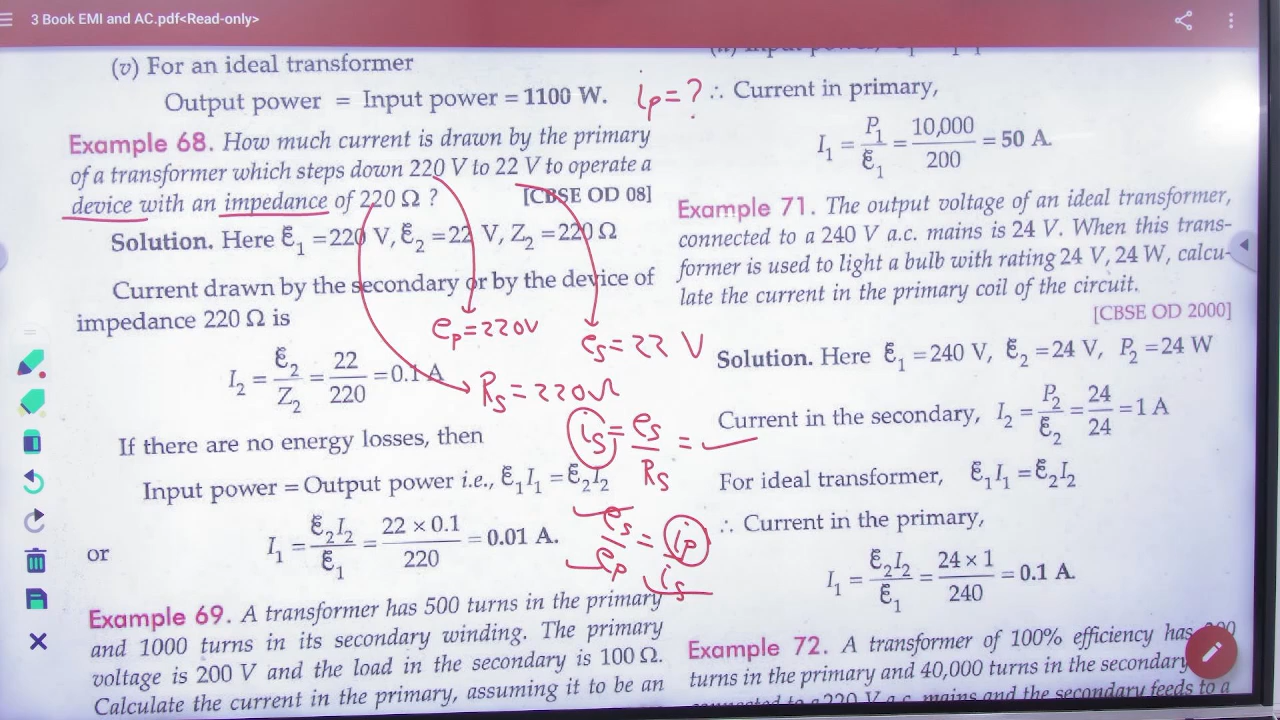 3 Book EMI and AC.pdf<Read-only>
(v) For an ideal transformer
Output power = Input power = 1100 W.
Example 68. How much current is drawn by the primary
of a transformer which steps down 220 V to 22 V to operate a
device with an impedance of 220 Ω ? [CBSE OD 08]
Solution. Here ℰ₁ = 220 V, ℰ₂ = 22 V, Z₂ = 220 Ω
Current drawn by the secondary or by the device of
impedance 220 Ω is
I₂ = ℰ₂/Z₂ = 22/220 = 0.1 A
If there are no energy losses, then
Input power = Output power i.e., ℰ₁I₁ = ℰ₂I₂
or I₁ = ℰ₂I₂/ℰ₁ = 22 × 0.1/220 = 0.01 A.
Example 69. A transformer has 500 turns in the primary
and 1000 turns in its secondary winding. The primary
voltage is 200 V and the load in the secondary is 100 Ω.
Calculate the current in the primary, assuming it to be an
ip = ?
ep = 220V
es = 22 V
Rs = 220Ω
is = es/Rs =
es/ep = ip/is
∴ Current in primary,
I₁ = P₁/ℰ₁ = 10,000/200 = 50 A.
Example 71. The output voltage of an ideal transformer,
connected to a 240 V a.c. mains is 24 V. When this trans-
former is used to light a bulb with rating 24 V, 24 W, calcu-
late the current in the primary coil of the circuit.
[CBSE OD 2000]
Solution. Here ℰ₁ = 240 V, ℰ₂ = 24 V, P₂ = 24 W
Current in the secondary, I₂ = P₂/ℰ₂ = 24/24 = 1 A
For ideal transformer, ℰ₁I₁ = ℰ₂I₂
∴ Current in the primary,
I₁ = ℰ₂I₂/ℰ₁ = 24 × 1/240 = 0.1 A.
Example 72. A transformer of 100% efficiency has
turns in the primary and 40,000 turns in the secondary
connected to a 220 V a.c. mains and the secondary feeds to a